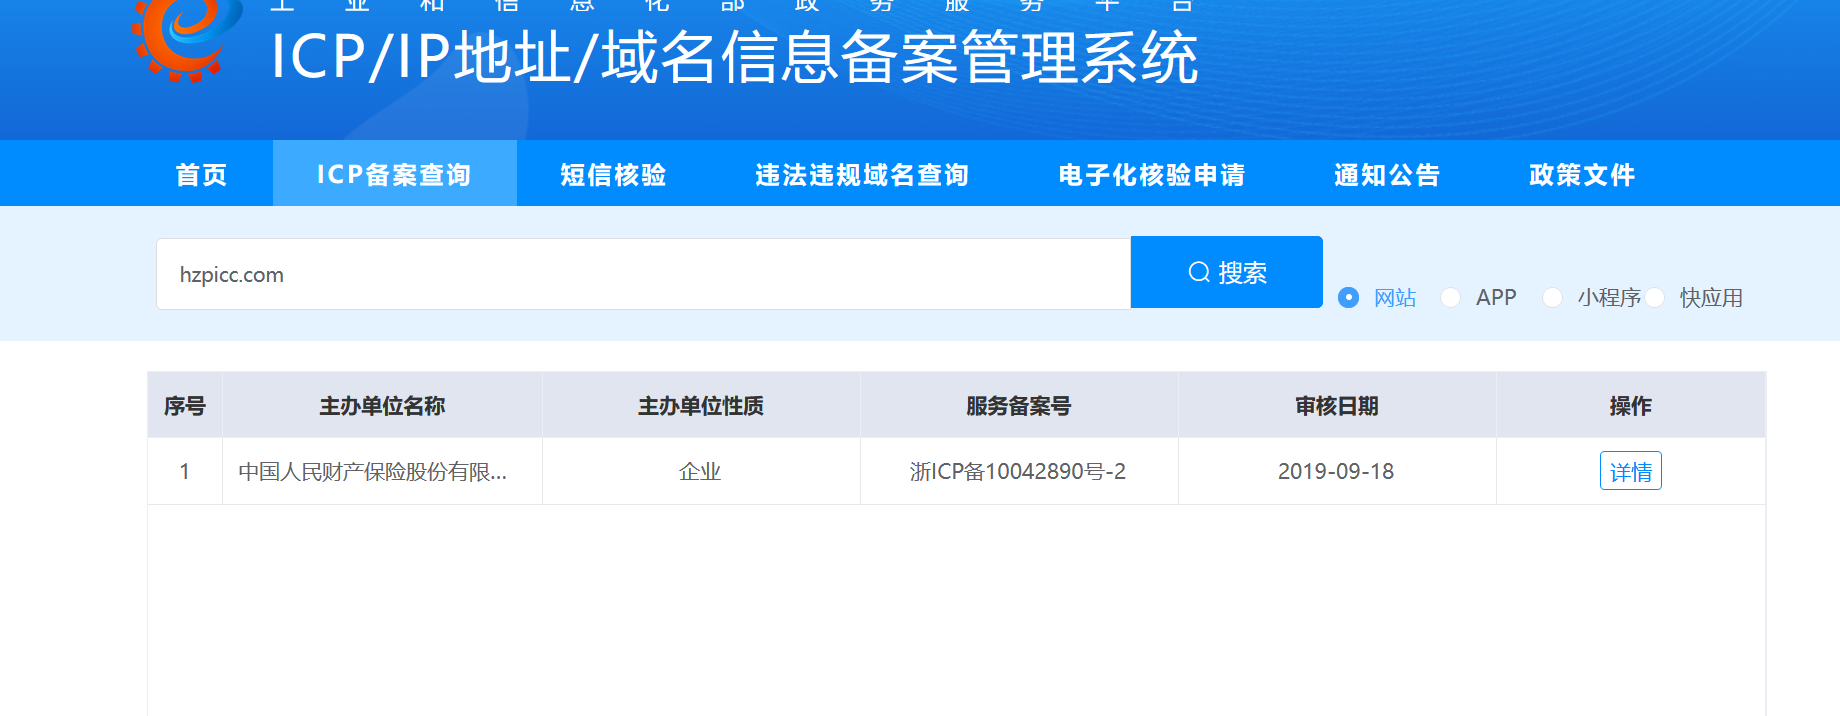 工业和信息化部政务服务平台
ICP/IP地址/域名信息备案管理系统
首页 ICP备案查询 短信核验 违法违规域名查询 电子化核验申请 通知公告 政策文件
hzpicc.com 搜索 网站 APP 小程序 快应用
序号 主办单位名称 主办单位性质 服务备案号 审核日期 操作
1 中国人民财产保险股份有限... 企业 浙ICP备10042890号-2 2019-09-18 详情